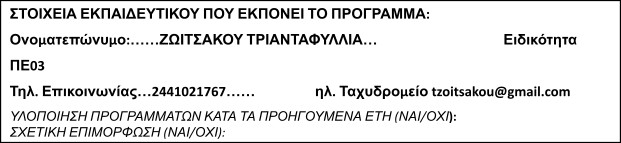 ΣΤΟΙΧΕΙΑ ΕΚΠΑΙΔΕΥΤΙΚΟΥ ΠΟΥ ΕΚΠΟΝΕΙ ΤΟ ΠΡΟΓΡΑΜΜΑ:
Ονοματεπώνυμο:……ΖΩΙΤΣΑΚΟΥ ΤΡΙΑΝΤΑΦΥΛΛΙΑ… Ειδικότητα
ΠΕ03
Τηλ. Επικοινωνίας…2441021767…… ηλ. Ταχυδρομείο tzoitsakou@gmail.com
ΥΛΟΠΟΙΗΣΗ ΠΡΟΓΡΑΜΜΑΤΩΝ ΚΑΤΑ ΤΑ ΠΡΟΗΓΟΥΜΕΝΑ ΕΤΗ (ΝΑΙ/ΟΧΙ):
ΣΧΕΤΙΚΗ ΕΠΙΜΟΡΦΩΣΗ (ΝΑΙ/ΟΧΙ):